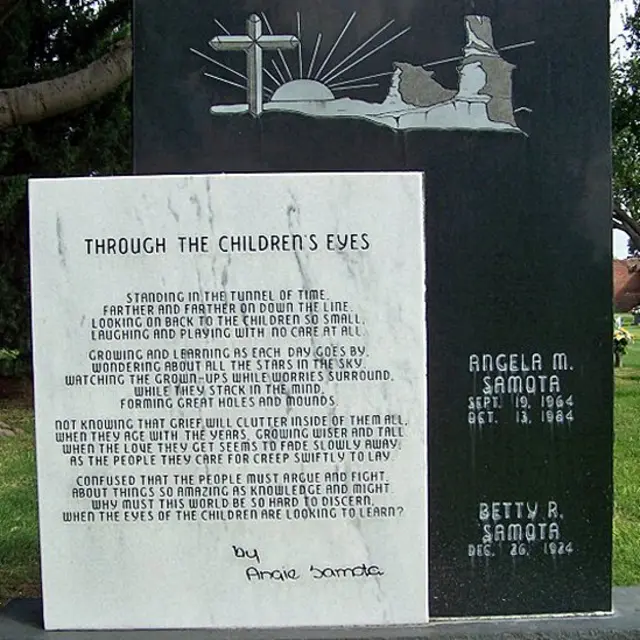 THROUGH THE CHILDREN'S EYES
STANDING IN THE TUNNEL OF TIME,
FARTHER AND FARTHER ON DOWN THE LINE.
LOOKING ON BACK TO THE CHILDREN SO SMALL,
LAUGHING AND PLAYING WITH NO CARE AT ALL.
GROWING AND LEARNING AS EACH DAY GOES BY,
WONDERING ABOUT ALL THE STARS IN THE SKY.
WATCHING THE GROWN-UPS WHILE WORRIES SURROUND,
WHILE THEY STACK IN THE MIND,
FORMING GREAT HOLES AND MOUNDS.
NOT KNOWING THAT GRIEF WILL CLUTTER INSIDE OF THEM ALL,
WHEN THEY AGE WITH THE YEARS, GROWING WISER AND TALL
WHEN THE LOVE THEY GET SEEMS TO FADE SLOWLY AWAY,
AS THE PEOPLE THEY CARE FOR CREEP SWIFTLY TO LAY.
CONFUSED THAT THE PEOPLE MUST ARGUE AND FIGHT,
ABOUT THINGS SO AMAZING AS KNOWLEDGE AND MIGHT.
WHY MUST THIS WORLD BE SO HARD TO DISCERN,
WHEN THE EYES OF THE CHILDREN ARE LOOKING TO LEARN?
by
Angie Samota
ANGELA M.
SAMOTA
SEPT. 19, 1964
OCT. 13, 1984
BETTY R.
SAMOTA
DEC. 26, 1924